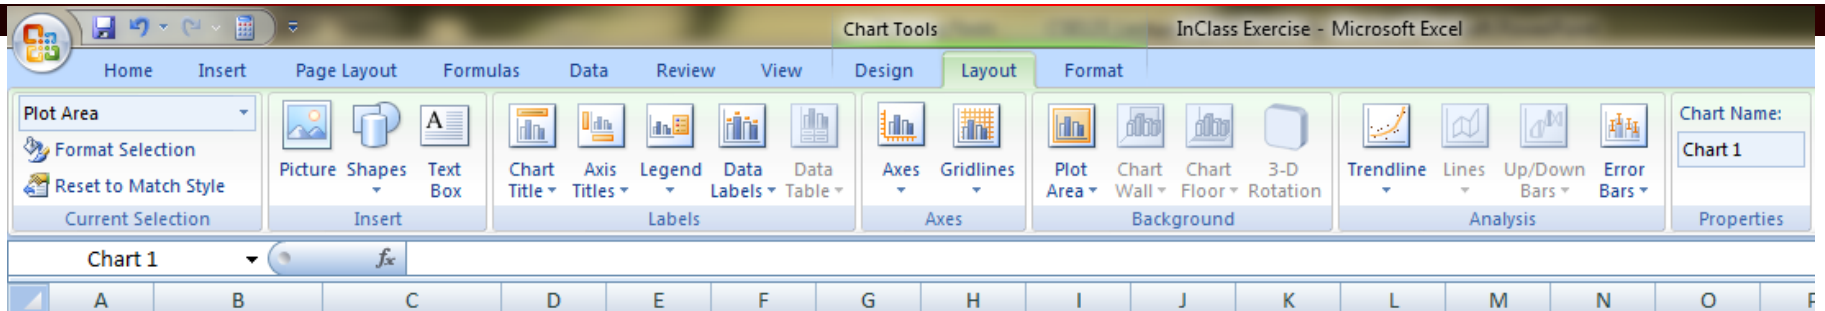 Chart Tools
InClass Exercise - Microsoft Excel
Home Insert Page Layout Formulas Data Review View Design Layout Format
Plot Area
Format Selection
Reset to Match Style
Current Selection
Picture Shapes Text Box
Insert
Chart Title Axis Titles Legend Data Labels Data Table
Labels
Axes Gridlines
Axes
Plot Area Chart Wall Chart Floor 3-D Rotation
Background
Trendline Lines Up/Down Bars Error Bars
Analysis
Chart Name:
Chart 1
Properties
Chart 1 fx
A B C D E F G H I J K L M N O